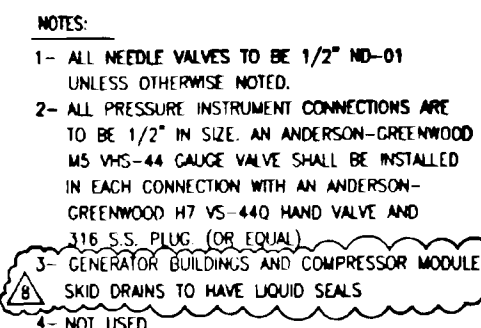 NOTES:
1- ALL NEEDLE VALVES TO BE 1/2" ND-01
UNLESS OTHERWISE NOTED.
2- ALL PRESSURE INSTRUMENT CONNECTIONS ARE
TO BE 1/2" IN SIZE. AN ANDERSON-GREENWOOD
M5 VHS-44 GAUGE VALVE SHALL BE INSTALLED
IN EACH CONNECTION WITH AN ANDERSON-
GREENWOOD H7 VS-44Q HAND VALVE AND
316 S.S. PLUG (OR EQUAL)
3- GENERATOR BUILDINGS AND COMPRESSOR MODULE
8 SKID DRAINS TO HAVE LIQUID SEALS
4- NOT USED